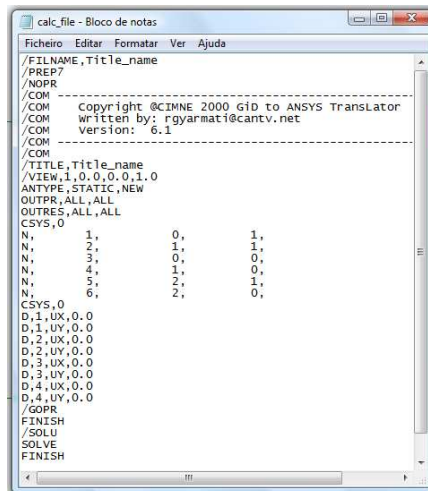 calc_file - Bloco de notas
Ficheiro Editar Formatar Ver Ajuda
/FILNAME,Title_name
/PREP7
/NOPR
/COM ------------------------------------------------
/COM Copyright @CIMNE 2000 GiD to ANSYS TransLator
/COM Written by: rgyarmati@cantv.net
/COM Version: 6.1
/COM ------------------------------------------------
/COM
/TITLE,Title_name
/VIEW,1,0.0,0.0,1.0
ANTYPE,STATIC,NEW
OUTPR,ALL,ALL
OUTRES,ALL,ALL
CSYS,0
N, 1, 0, 1,
N, 2, 1, 1,
N, 3, 0, 0,
N, 4, 1, 0,
N, 5, 2, 1,
N, 6, 2, 0,
CSYS,0
D,1,UX,0.0
D,1,UY,0.0
D,2,UX,0.0
D,2,UY,0.0
D,3,UX,0.0
D,3,UY,0.0
D,4,UX,0.0
D,4,UY,0.0
/GOPR
FINISH
/SOLU
SOLVE
FINISH